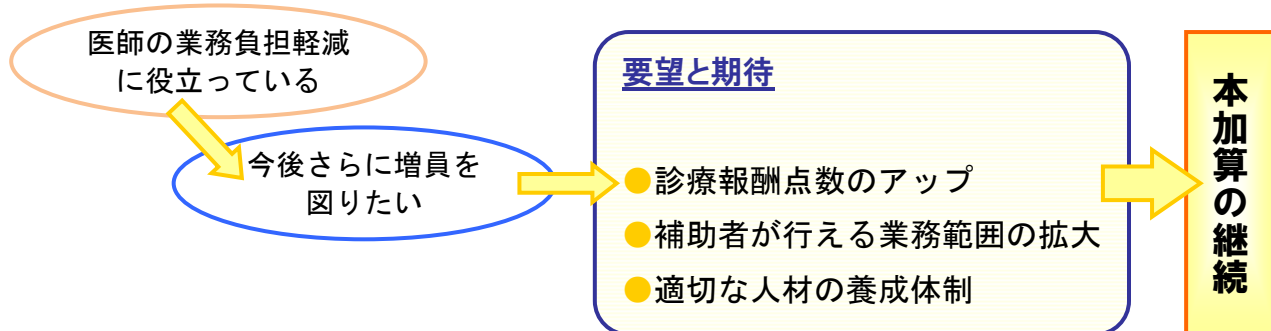 医師の業務負担軽減
に役立っている
今後さらに増員を
図りたい
要望と期待
●診療報酬点数のアップ
●補助者が行える業務範囲の拡大
●適切な人材の養成体制
本加算の継続